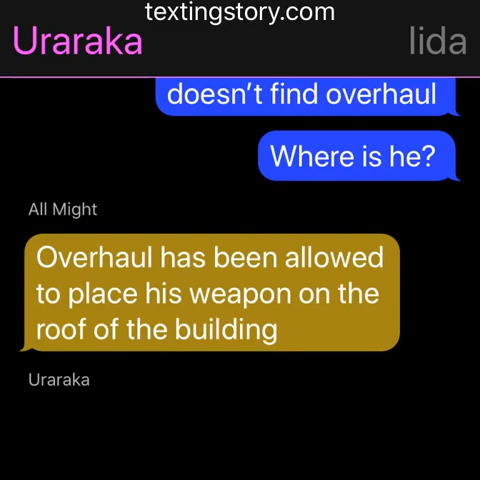 textingstory.com
Uraraka
Iida
doesn't find overhaul
Where is he?
All Might
Overhaul has been allowed
to place his weapon on the
roof of the building
Uraraka